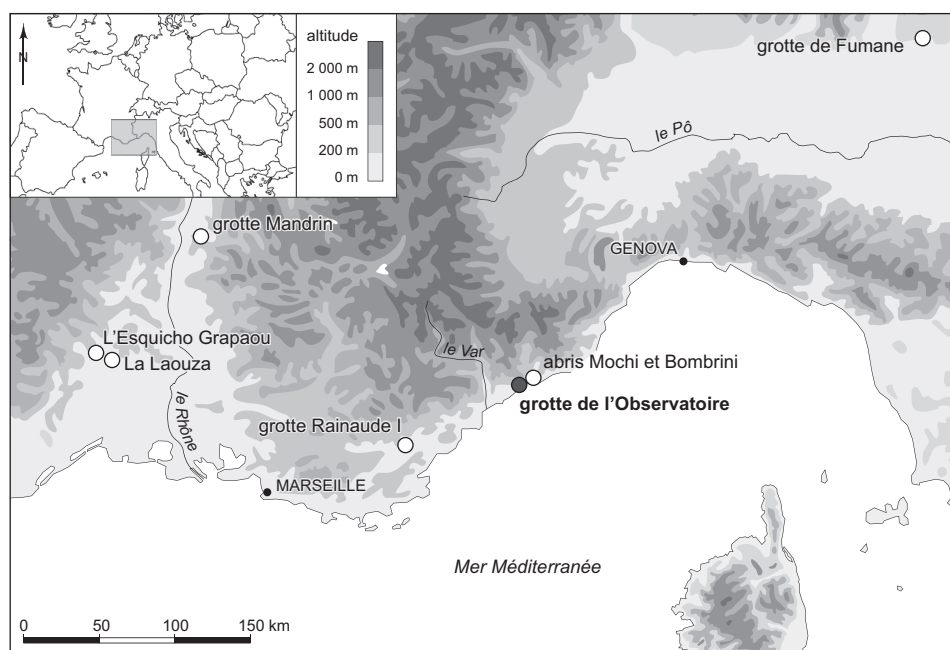 N
altitude
2 000 m
1 000 m
500 m
200 m
0 m
grotte de Fumane
le Pô
grotte Mandrin
GENOVA
L'Esquicho Grapaou
La Laouza
le Var
abris Mochi et Bombrini
grotte de l'Observatoire
le Rhône
grotte Rainaude I
MARSEILLE
Mer Méditerranée
0 50 100 150 km